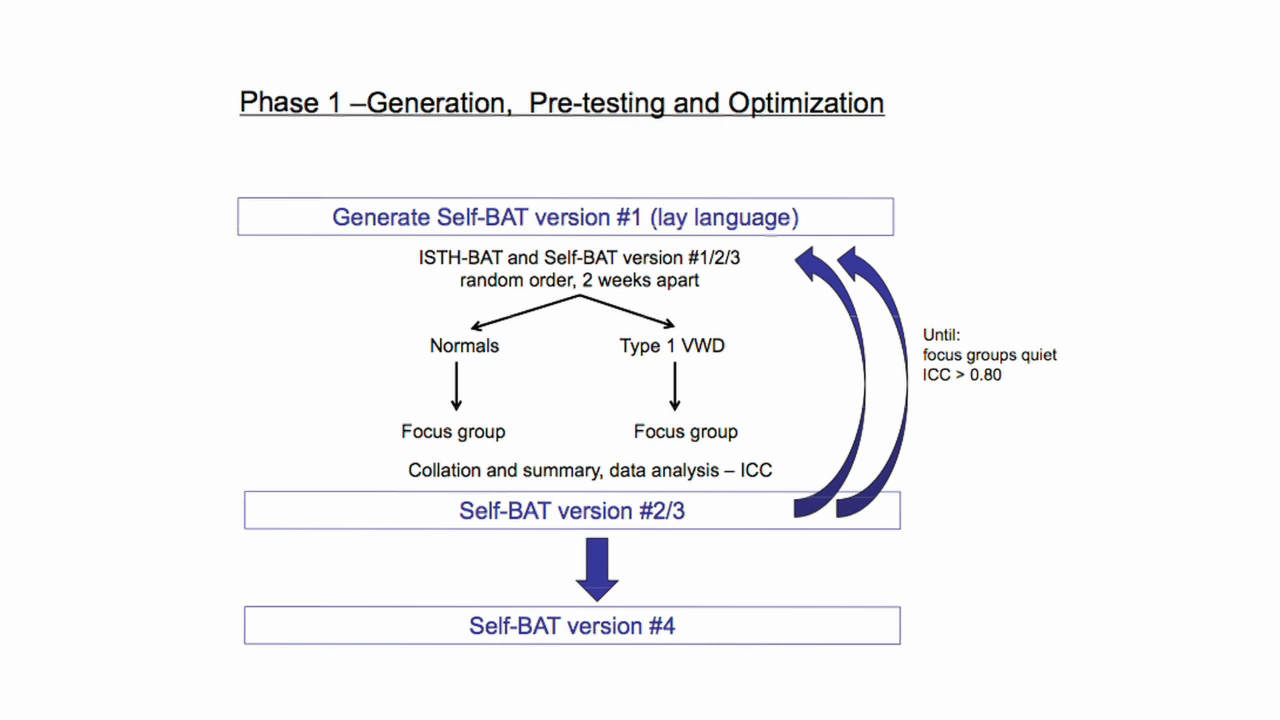 Phase 1 –Generation, Pre-testing and Optimization
Generate Self-BAT version #1 (lay language)
ISTH-BAT and Self-BAT version #1/2/3
random order, 2 weeks apart
Normals
Type 1 VWD
Until:
focus groups quiet
ICC > 0.80
Focus group
Focus group
Collation and summary, data analysis – ICC
Self-BAT version #2/3
Self-BAT version #4